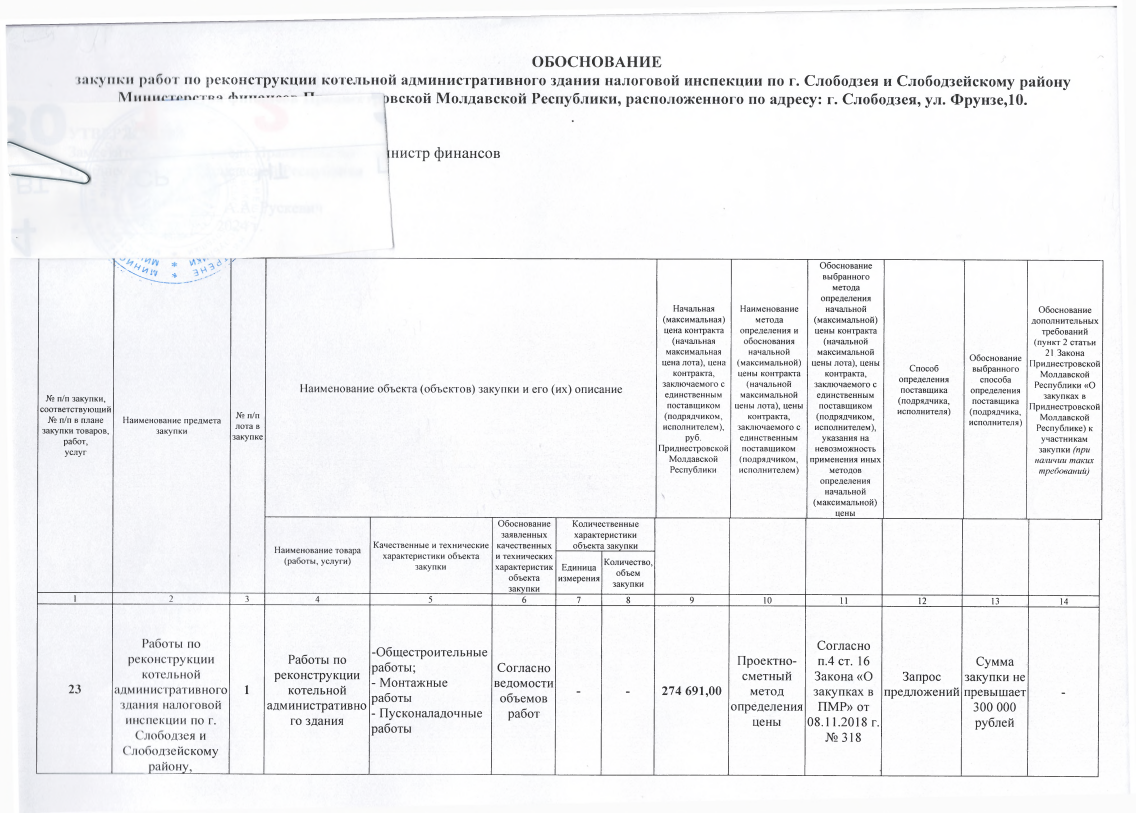 ОБОСНОВАНИЕ
закупки работ по реконструкции котельной административного здания налоговой инспекции по г. Слободзея и Слободзейскому району
Министерства финансов П овской Молдавской Республики, расположенного по адресу: г. Слободзея, ул. Фрунзе,10.
инистр финансов
№ п/п закупки,
соответствующий
№ п/п в плане
закупки товаров,
работ,
услуг
Наименование предмета
закупки
№ п/п
лота в
закупке
Наименование объекта (объектов) закупки и его (их) описание
Начальная
(максимальная)
цена контракта
(начальная
максимальная
цена лота), цена
контракта,
заключаемого с
единственным
поставщиком
(подрядчиком,
исполнителем),
руб.
Приднестровской
Молдавской
Республики
Наименование
метода
определения и
обоснования
начальной
(максимальной)
цены контракта
(начальной
максимальной
цены лота), цены
контракта,
заключаемого с
единственным
поставщиком
(подрядчиком,
исполнителем)
Обоснование
выбранного
метода
определения
начальной
(максимальной)
цены контракта
(начальной
максимальной
цены лота), цены
контракта,
заключаемого с
единственным
поставщиком
(подрядчиком,
исполнителем),
указания на
невозможность
применения иных
методов
определения
начальной
(максимальной)
цены
Способ
определения
поставщика
(подрядчика,
исполнителя)
Обоснование
выбранного
способа
определения
поставщика
(подрядчика,
исполнителя)
Обоснование
дополнительных
требований
(пункт 2 статьи
21 Закона
Приднестровской
Молдавской
Республики «О
закупках в
Приднестровской
Молдавской
Республике) к
участникам
закупки (при
наличии таких
требований)
Наименование товара
(работы, услуги)
Качественные и технические
характеристики объекта
закупки
Обоснование
заявленных
качественных
и технических
характеристик
объекта
закупки
Количественные
характеристики
объекта закупки
Единица
измерения
Количество,
объем
закупки
1 2 3 4 5 6 7 8 9 10 11 12 13 14
23
Работы по
реконструкции
котельной
административного
здания налоговой
инспекции по г.
Слободзея и
Слободзейскому
району,
1
Работы по
реконструкции
котельной
административно
го здания
-Общестроительные
работы;
- Монтажные
работы
- Пусконаладочные
работы
Согласно
ведомости
объемов
работ
-
-
274 691,00
Проектно-
сметный
метод
определения
цены
Согласно
п.4 ст. 16
Закона «О
закупках в
ПМР» от
08.11.2018 г.
№ 318
Запрос
предложений
Сумма
закупки не
превышает
300 000
рублей
-